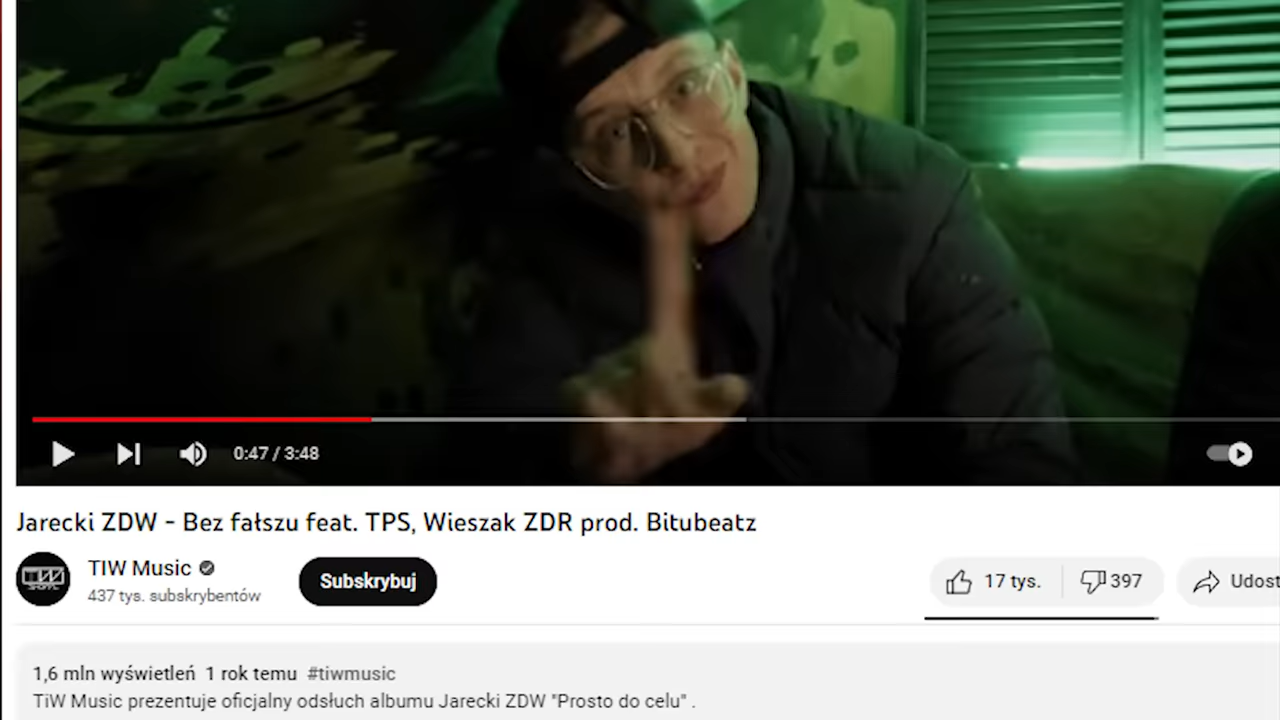 0:47 / 3:48
Jarecki ZDW - Bez fałszu feat. TPS, Wieszak ZDR prod. Bitubeatz
TIW
TIW Music
437 tys. subskrybentów
Subskrybuj
17 tys.
397
Udost
1,6 mln wyświetleń 1 rok temu #tiwmusic
TiW Music prezentuje oficjalny odsłuch albumu Jarecki ZDW "Prosto do celu" .